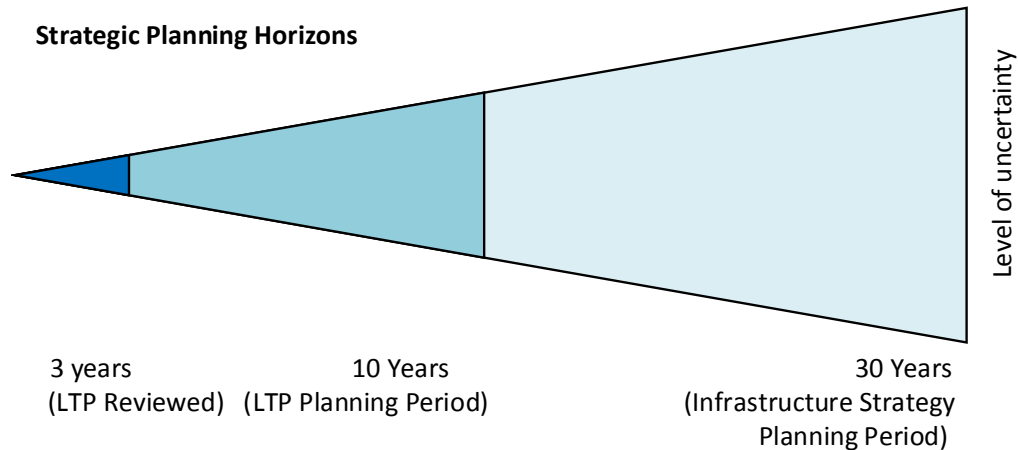 Strategic Planning Horizons
Level of uncertainty
3 years
(LTP Reviewed)
10 Years
(LTP Planning Period)
30 Years
(Infrastructure Strategy
Planning Period)